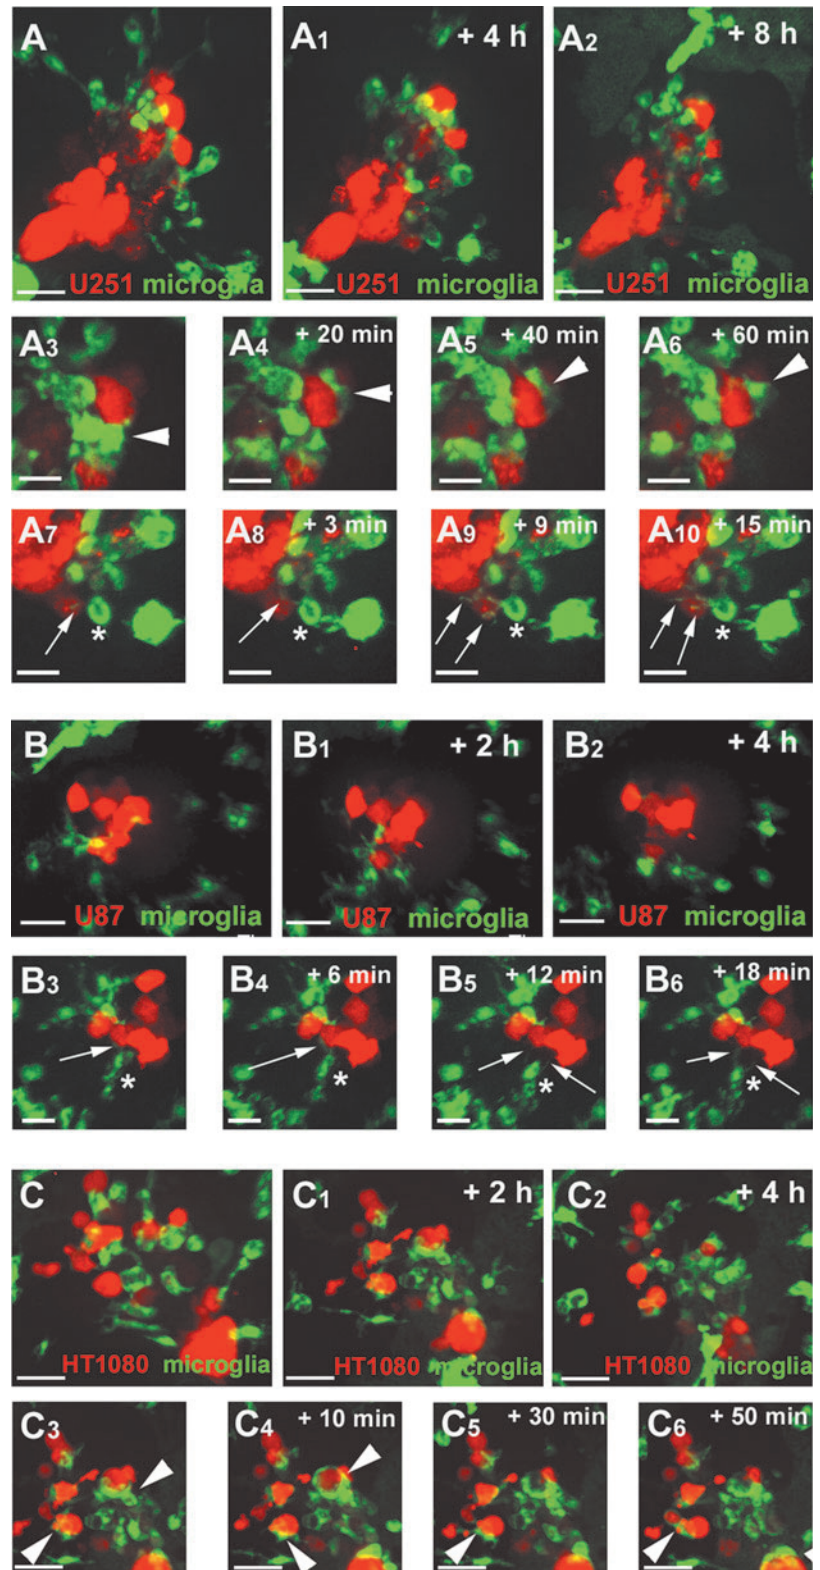 A
A1 + 4 h
A2 + 8 h
U251 microglia
U251 microglia
U251 microglia
A3
A4 + 20 min
A5 + 40 min
A6 + 60 min
A7
A8 + 3 min
A9 + 9 min
A10 + 15 min
*
*
*
*
B
B1 + 2 h
B2 + 4 h
U87 microglia
U87 microglia
U87 microglia
B3
B4 + 6 min
B5 + 12 min
B6 + 18 min
*
*
*
*
C
C1 + 2 h
C2 + 4 h
HT1080 microglia
HT1080 microglia
HT1080 microglia
C3
C4 + 10 min
C5 + 30 min
C6 + 50 min